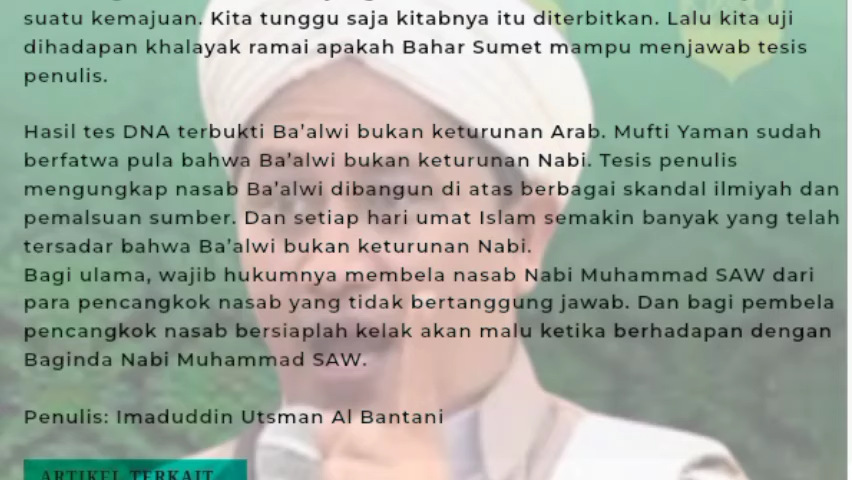 suatu kemajuan. Kita tunggu saja kitabnya itu diterbitkan. Lalu kita uji
dihadapan khalayak ramai apakah Bahar Sumet mampu menjawab tesis
penulis.
Hasil tes DNA terbukti Ba’alwi bukan keturunan Arab. Mufti Yaman sudah
berfatwa pula bahwa Ba’alwi bukan keturunan Nabi. Tesis penulis
mengungkap nasab Ba’alwi dibangun di atas berbagai skandal ilmiyah dan
pemalsuan sumber. Dan setiap hari umat Islam semakin banyak yang telah
tersadar bahwa Ba’alwi bukan keturunan Nabi.
Bagi ulama, wajib hukumnya membela nasab Nabi Muhammad SAW dari
para pencangkok nasab yang tidak bertanggung jawab. Dan bagi pembela
pencangkok nasab bersiaplah kelak akan malu ketika berhadapan dengan
Baginda Nabi Muhammad SAW.
Penulis: Imaduddin Utsman Al Bantani
ARTIKEL TERKAIT